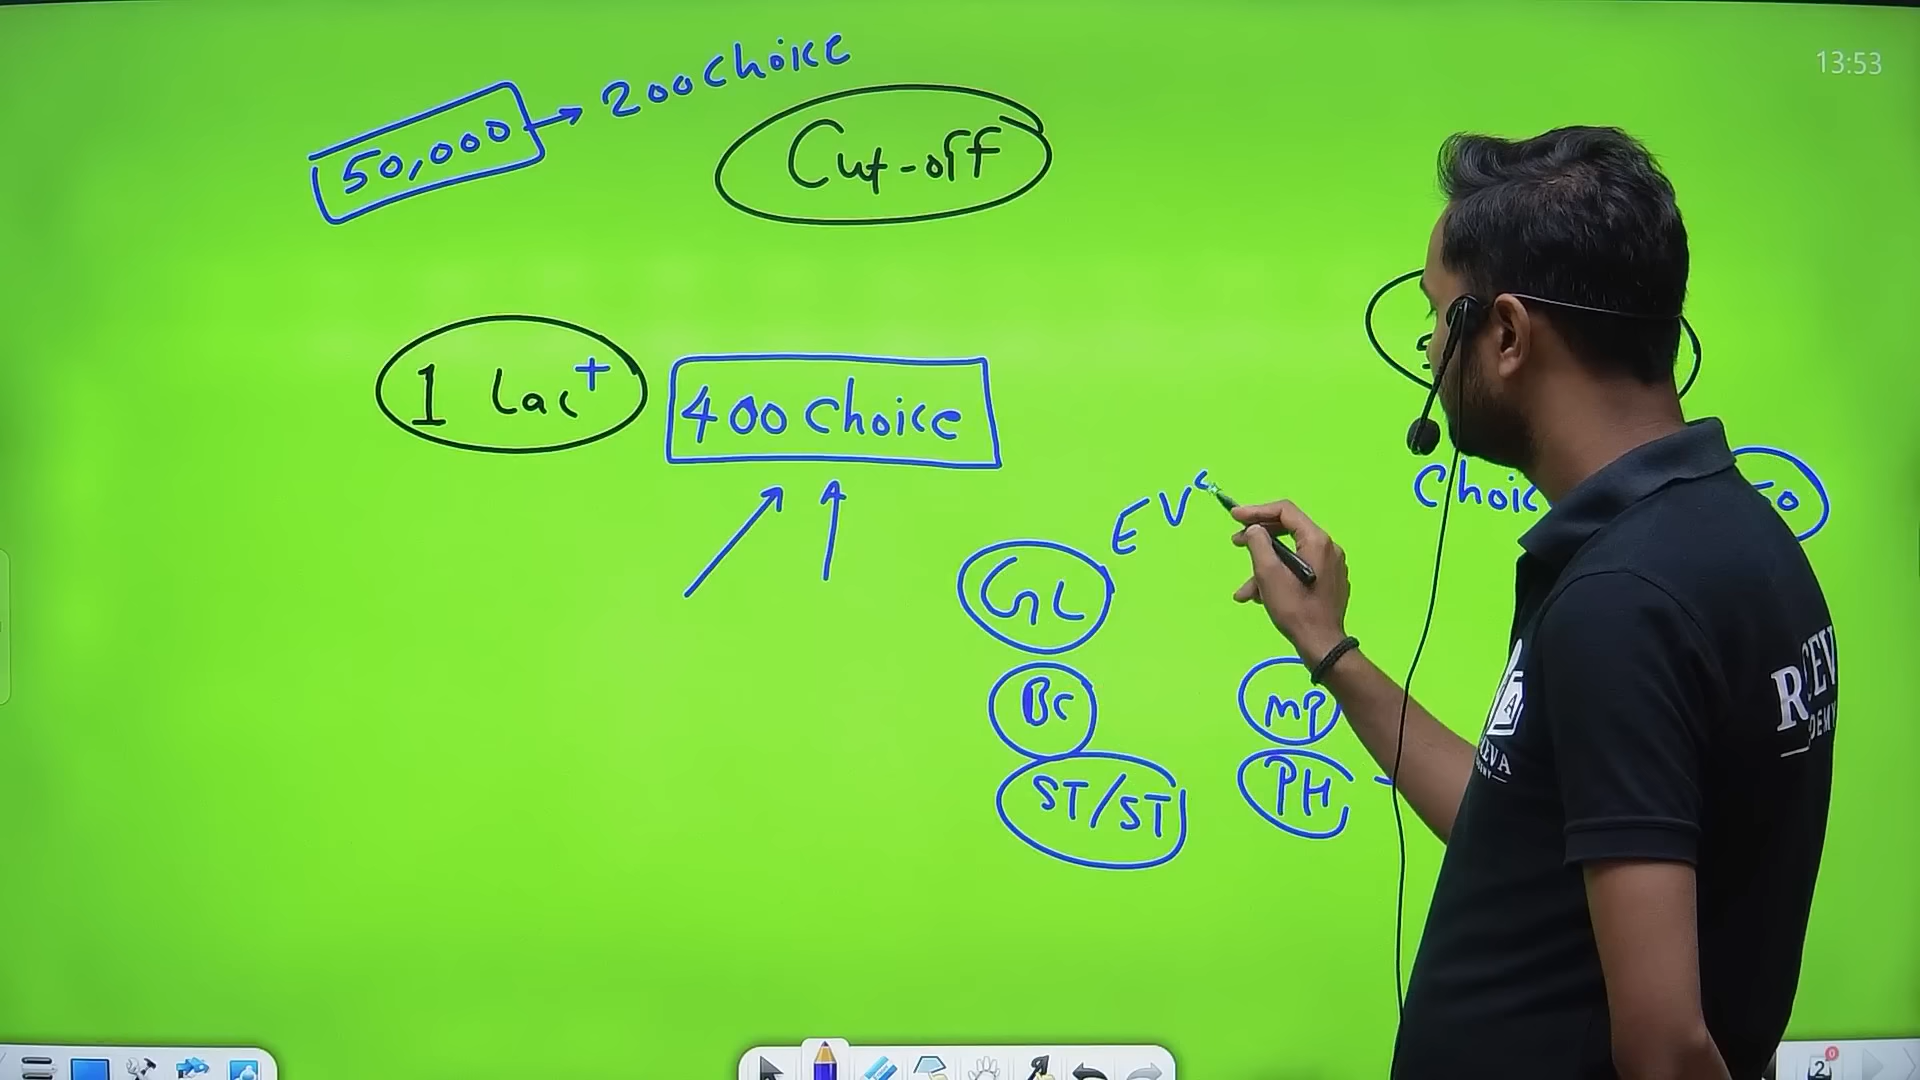 200 Choice
13:53
50,000
Cut-off
1 Lac+
400 Choice
Choic
EV
GL
BC
MP
ST/ST
PH
2